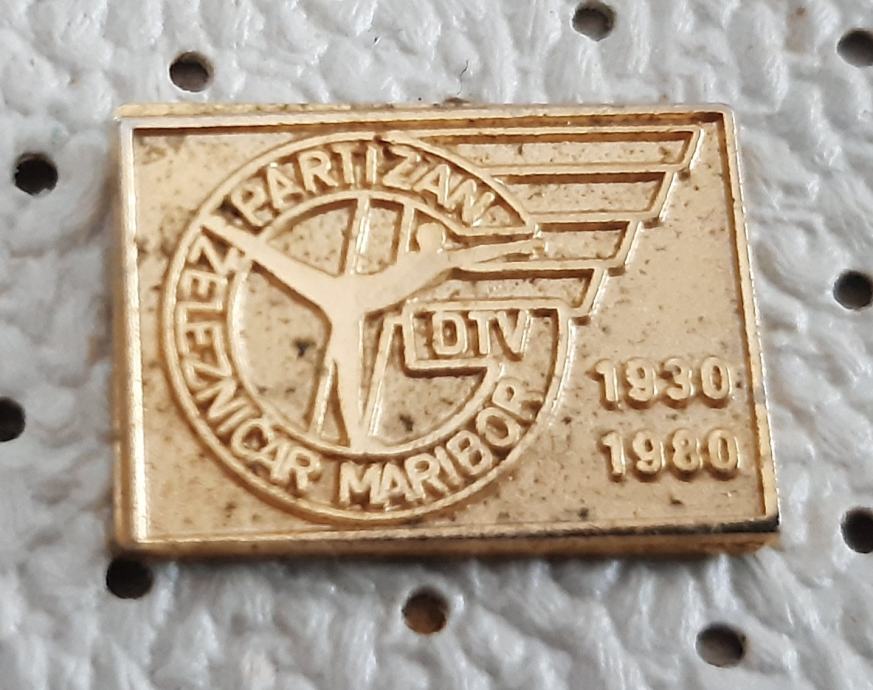 PARTIZAN
ŽELEZNIČAR MARIBOR
DTV
1930
1980